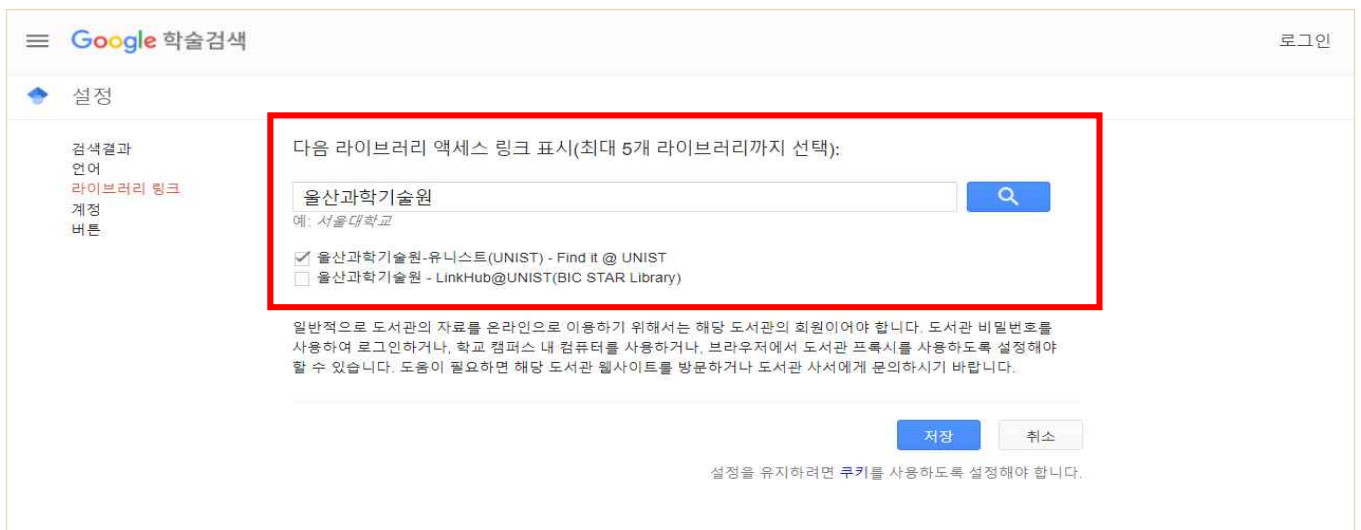 Google 학술검색
로그인
설정
검색결과
언어
라이브러리 링크
계정
버튼
다음 라이브러리 액세스 링크 표시(최대 5개 라이브러리까지 선택):
울산과학기술원
예: 서울대학교
울산과학기술원-유니스트(UNIST) - Find it @ UNIST
울산과학기술원 - LinkHub@UNIST(BIC STAR Library)
일반적으로 도서관의 자료를 온라인으로 이용하기 위해서는 해당 도서관의 회원이어야 합니다. 도서관 비밀번호를
사용하여 로그인하거나, 학교 캠퍼스 내 컴퓨터를 사용하거나, 브라우저에서 도서관 프록시를 사용하도록 설정해야
할 수 있습니다. 도움이 필요하면 해당 도서관 웹사이트를 방문하거나 도서관 사서에게 문의하시기 바랍니다.
저장
취소
설정을 유지하려면 쿠키를 사용하도록 설정해야 합니다.